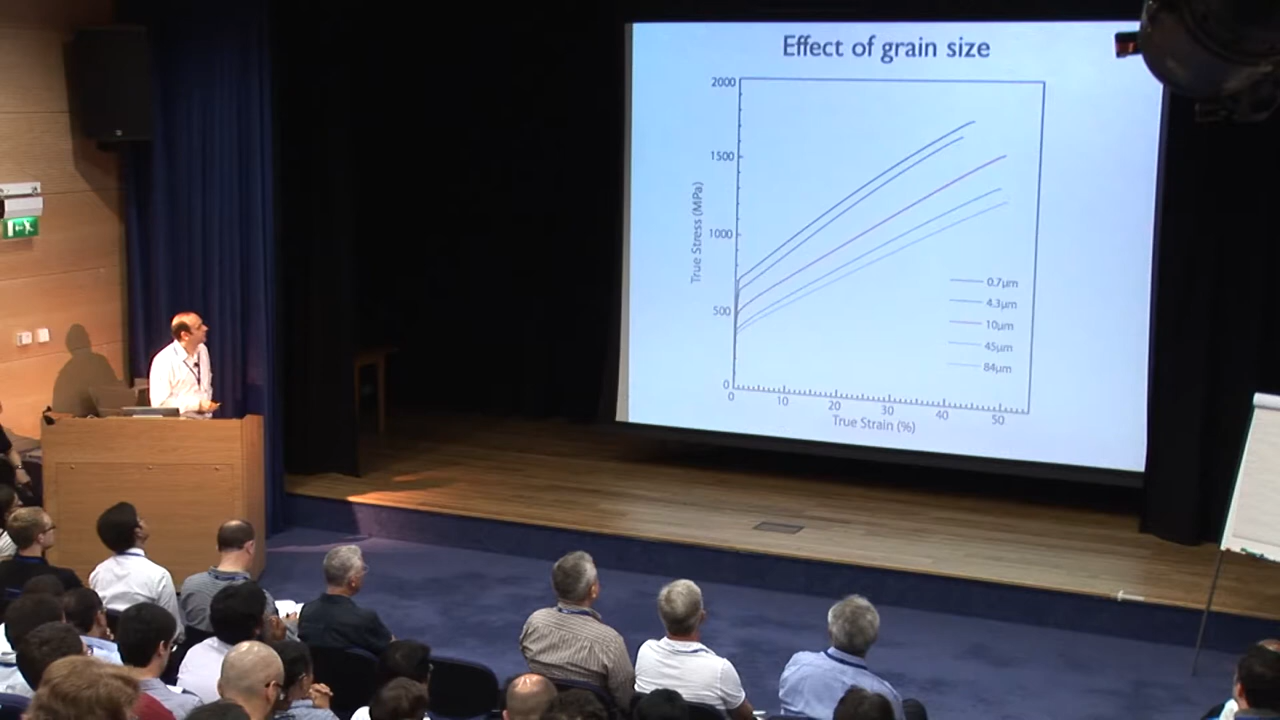 Effect of grain size
2000
1500
1000
500
0
True Stress (MPa)
0.7µm
4.3µm
10µm
45µm
84µm
0 10 20 30 40 50
True Strain (%)